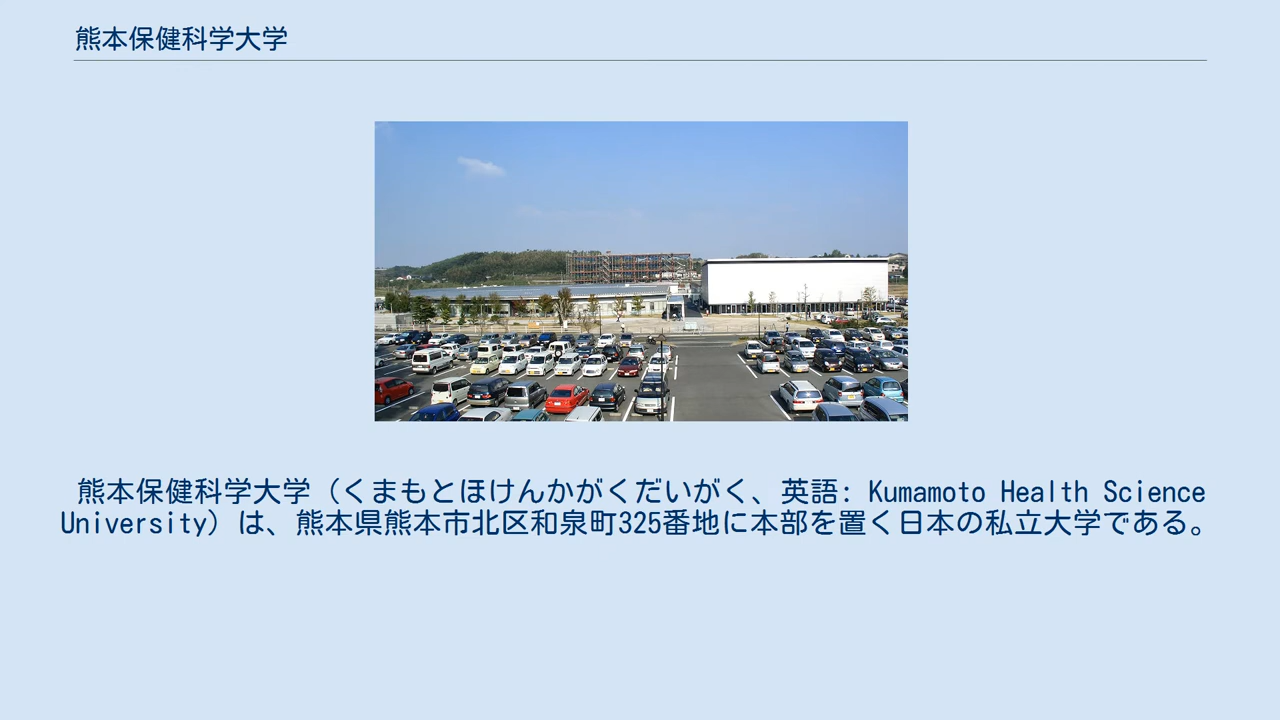 熊本保健科学大学
熊本保健科学大学（くまもとほけんかがくだいがく、英語: Kumamoto Health Science
University）は、熊本県熊本市北区和泉町325番地に本部を置く日本の私立大学である。